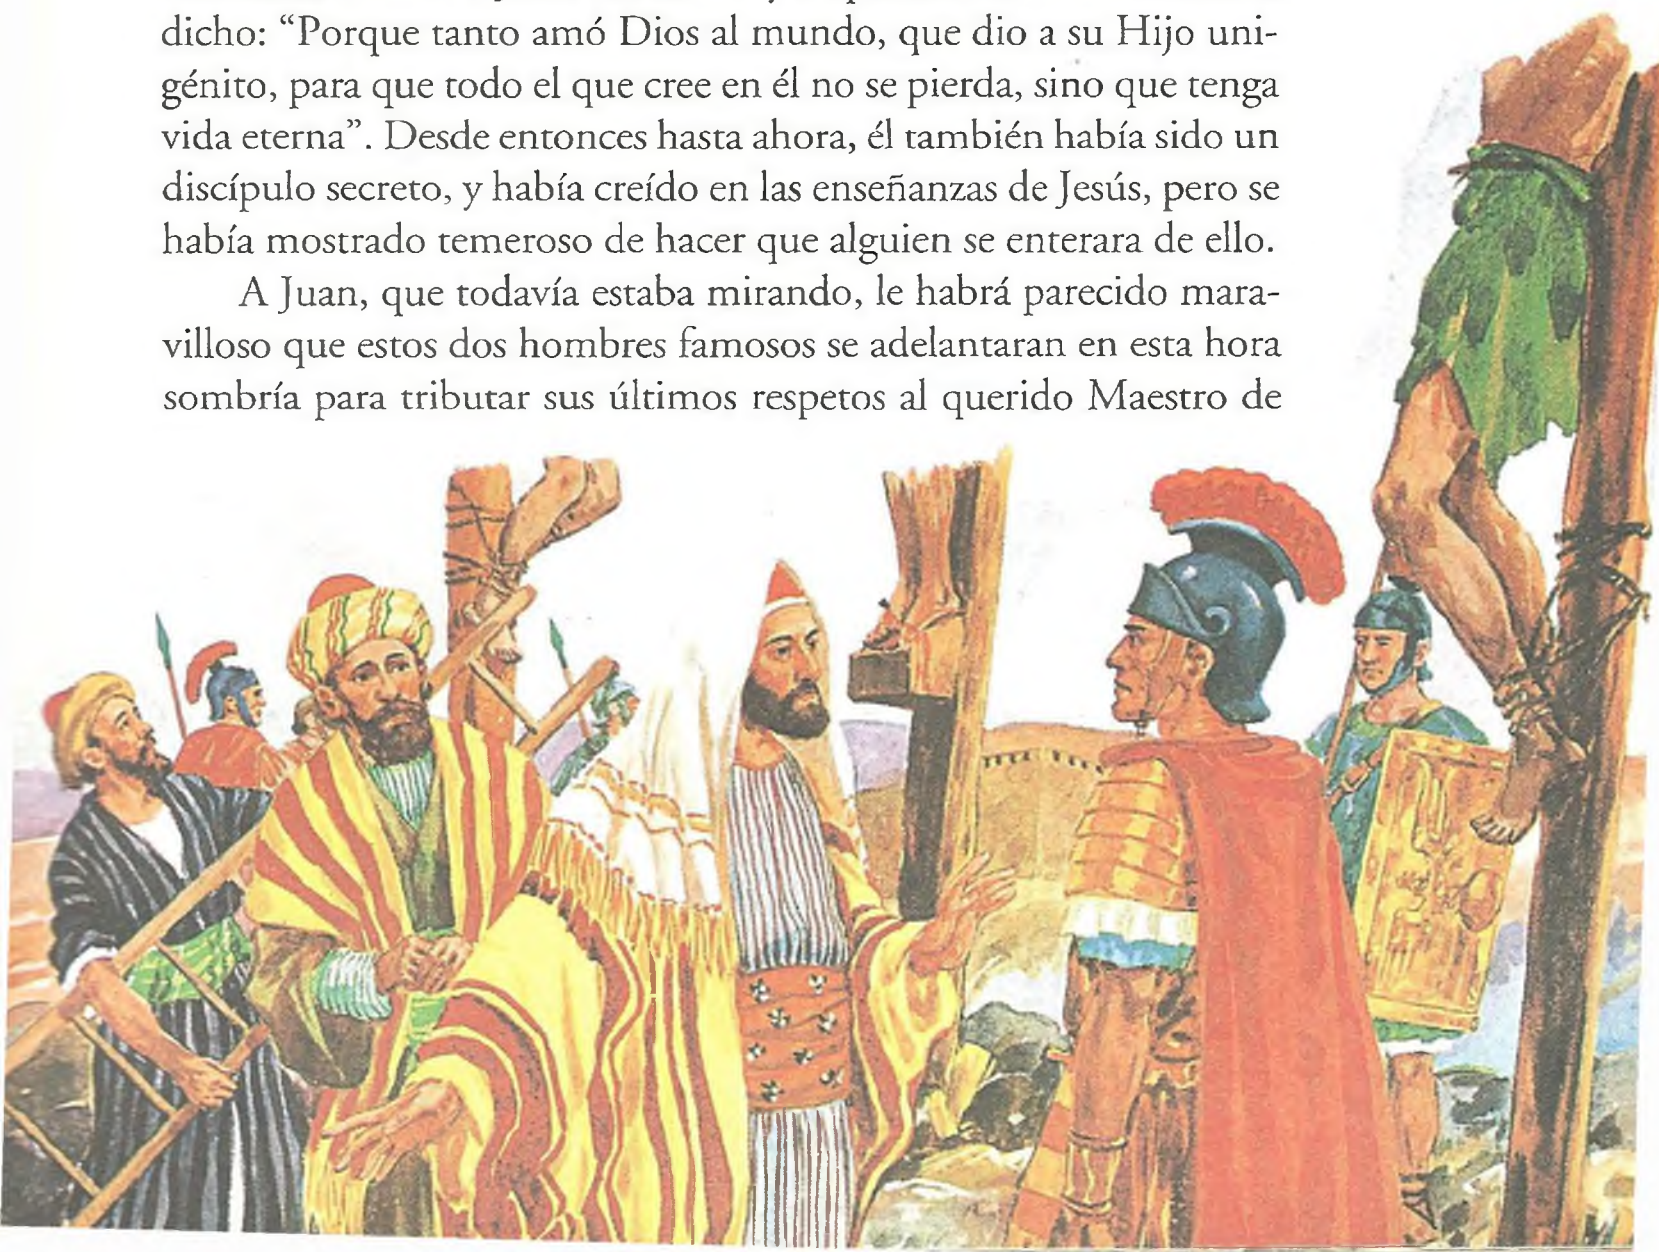 dicho: “Porque tanto amó Dios al mundo, que dio a su Hijo uni-
génito, para que todo el que cree en él no se pierda, sino que tenga
vida eterna”. Desde entonces hasta ahora, él también había sido un
discípulo secreto, y había creído en las enseñanzas de Jesús, pero se
había mostrado temeroso de hacer que alguien se enterara de ello.
A Juan, que todavía estaba mirando, le habrá parecido mara-
villoso que estos dos hombres famosos se adelantaran en esta hora
sombría para tributar sus últimos respetos al querido Maestro de